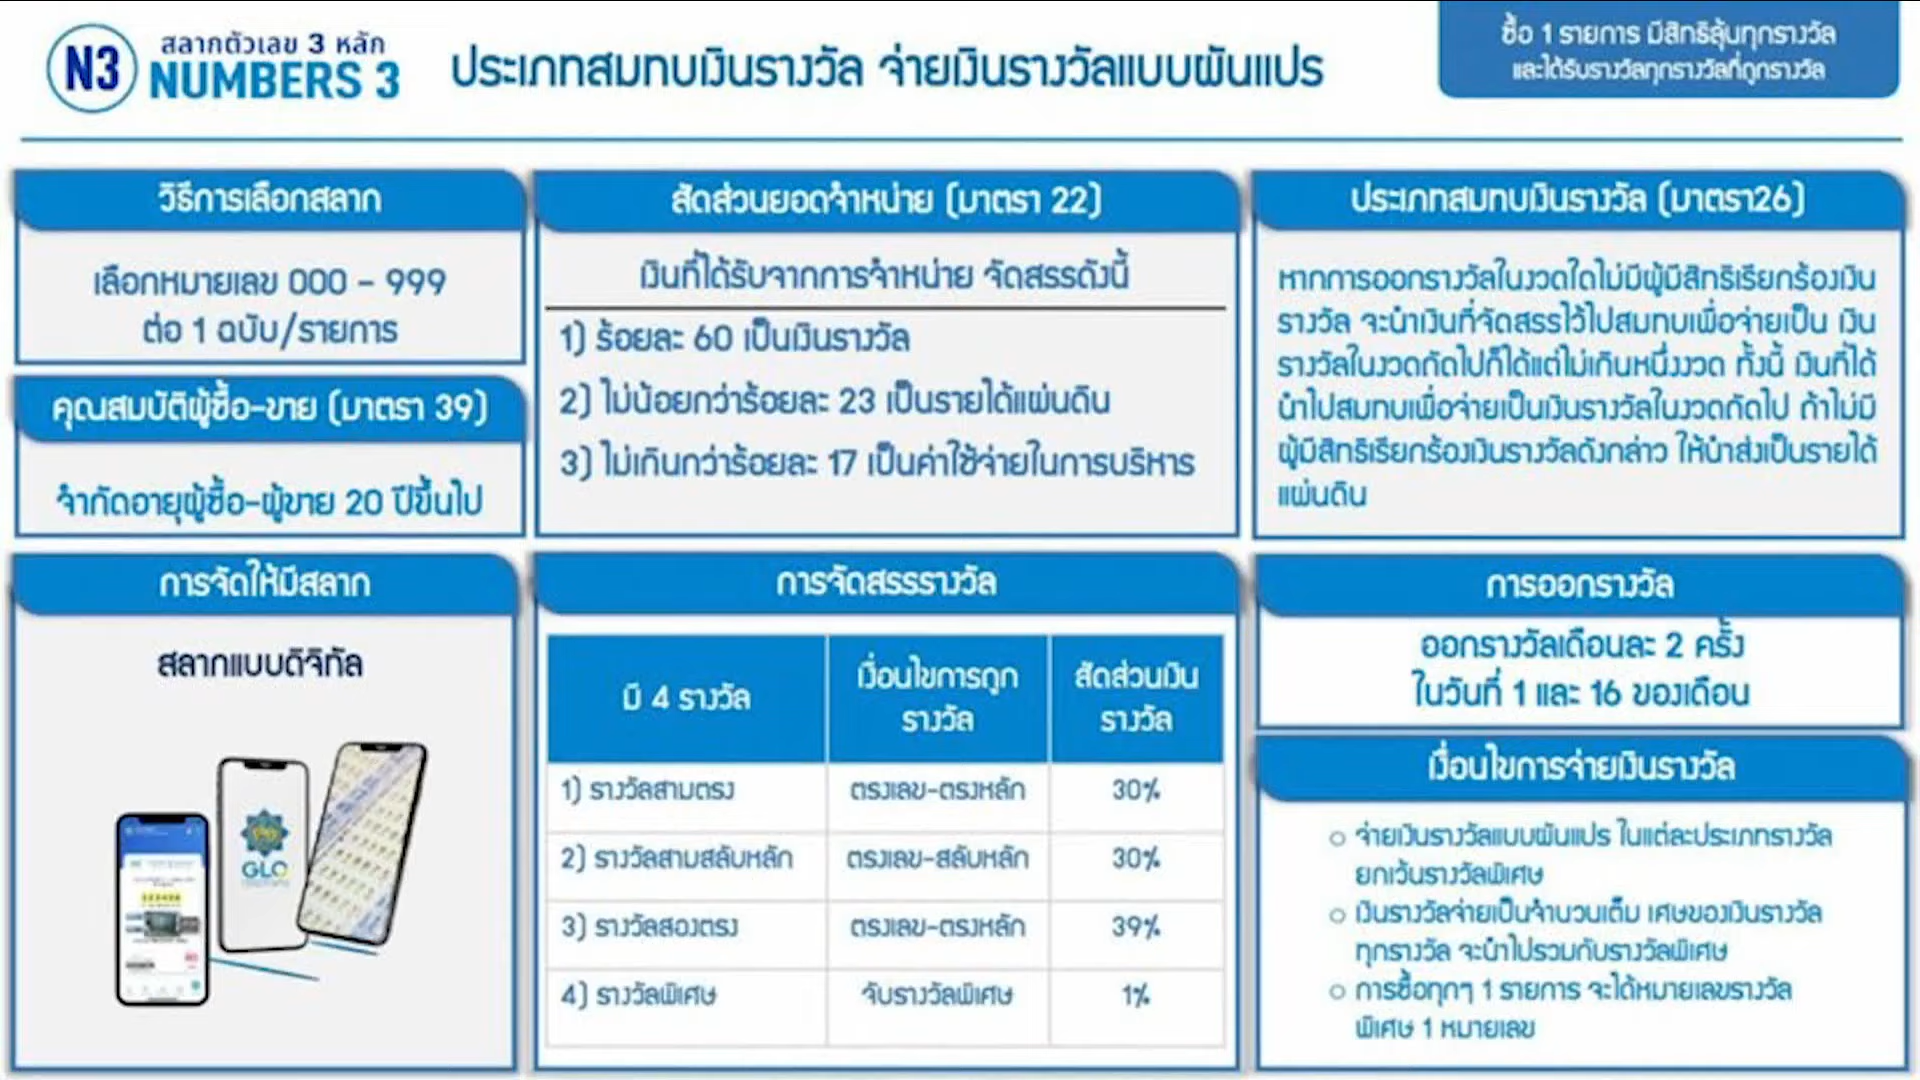 N3
สลากตัวเลข 3 หลัก
NUMBERS 3
ประเภทสมทบเงินรางวัล จ่ายเงินรางวัลแบบผันแปร
ซื้อ 1 รายการ มีสิทธิลุ้นทุกรางวัล
และได้รับรางวัลทุกรางวัลที่ถูกรางวัล
วิธีการเลือกสลาก
เลือกหมายเลข 000 - 999
ต่อ 1 ฉบับ/รายการ
คุณสมบัติผู้ซื้อ-ขาย (มาตรา 39)
จำกัดอายุผู้ซื้อ-ผู้ขาย 20 ปีขึ้นไป
สัดส่วนยอดจำหน่าย (มาตรา 22)
เงินที่ได้รับจากการจำหน่าย จัดสรรดังนี้
1) ร้อยละ 60 เป็นเงินรางวัล
2) ไม่น้อยกว่าร้อยละ 23 เป็นรายได้แผ่นดิน
3) ไม่เกินกว่าร้อยละ 17 เป็นค่าใช้จ่ายในการบริหาร
ประเภทสมทบเงินรางวัล (มาตรา26)
หากการออกรางวัลในงวดใดไม่มีผู้มีสิทธิเรียกร้องเงิน
รางวัล จะนำเงินที่จัดสรรไว้ไปสมทบเพื่อจ่ายเป็น เงิน
รางวัลในงวดถัดไปก็ได้แต่ไม่เกินหนึ่งงวด ทั้งนี้ เงินที่ได้
นำไปสมทบเพื่อจ่ายเป็นเงินรางวัลในงวดถัดไป ถ้าไม่มี
ผู้มีสิทธิเรียกร้องเงินรางวัลดังกล่าว ให้นำส่งเป็นรายได้
แผ่นดิน
การจัดให้มีสลาก
สลากแบบดิจิทัล
GLO
การจัดสรรรางวัล
มี 4 รางวัล
เงื่อนไขการถูก
รางวัล
สัดส่วนเงิน
รางวัล
1) รางวัลสามตรง ตรงเลข-ตรงหลัก 30%
2) รางวัลสามสลับหลัก ตรงเลข-สลับหลัก 30%
3) รางวัลสองตรง ตรงเลข-ตรงหลัก 39%
4) รางวัลพิเศษ จับรางวัลพิเศษ 1%
การออกรางวัล
ออกรางวัลเดือนละ 2 ครั้ง
ในวันที่ 1 และ 16 ของเดือน
เงื่อนไขการจ่ายเงินรางวัล
○ จ่ายเงินรางวัลแบบผันแปร ในแต่ละประเภทรางวัล
ยกเว้นรางวัลพิเศษ
○ เงินรางวัลจ่ายเป็นจำนวนเต็ม เศษของเงินรางวัล
ทุกรางวัล จะนำไปรวมกับรางวัลพิเศษ
○ การซื้อทุกๆ 1 รายการ จะได้หมายเลขรางวัล
พิเศษ 1 หมายเลข